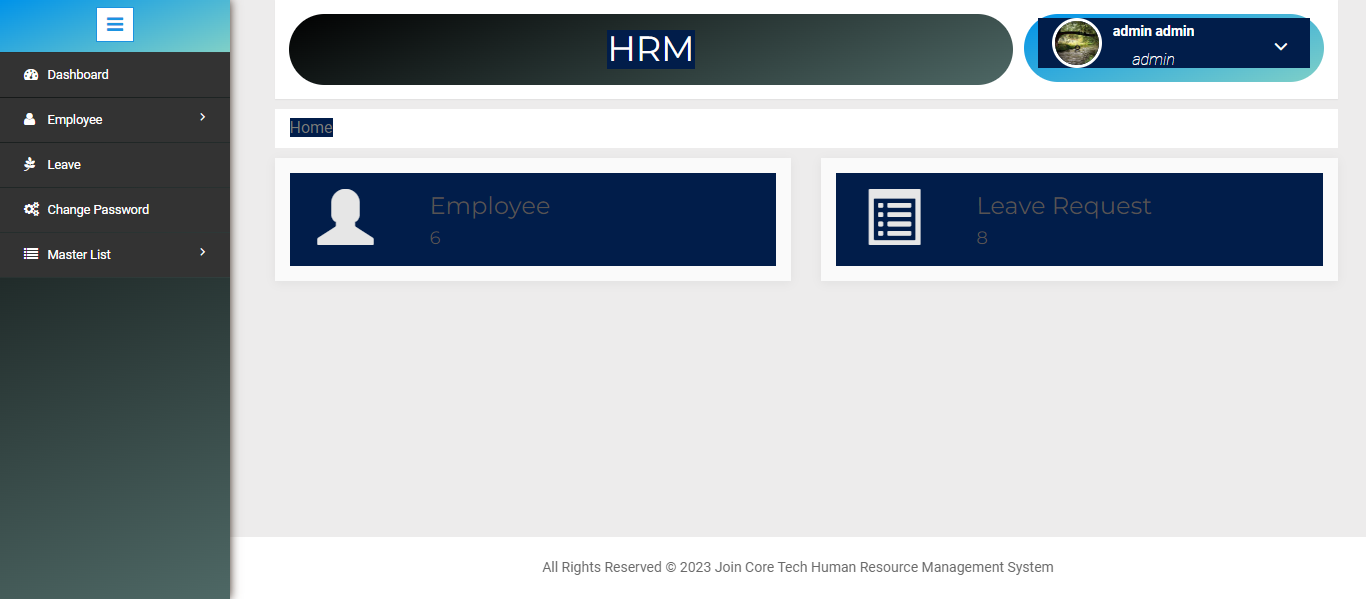 HRM
admin admin
admin
Dashboard
Employee
Leave
Change Password
Master List
Home
Employee
6
Leave Request
8
All Rights Reserved © 2023 Join Core Tech Human Resource Management System